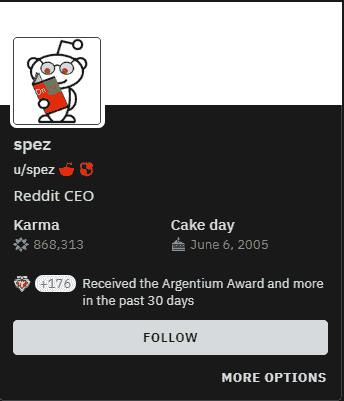 spez
u/spez
Reddit CEO
Karma Cake day
868,313 June 6, 2005
+176 Received the Argentium Award and more
in the past 30 days
FOLLOW
MORE OPTIONS